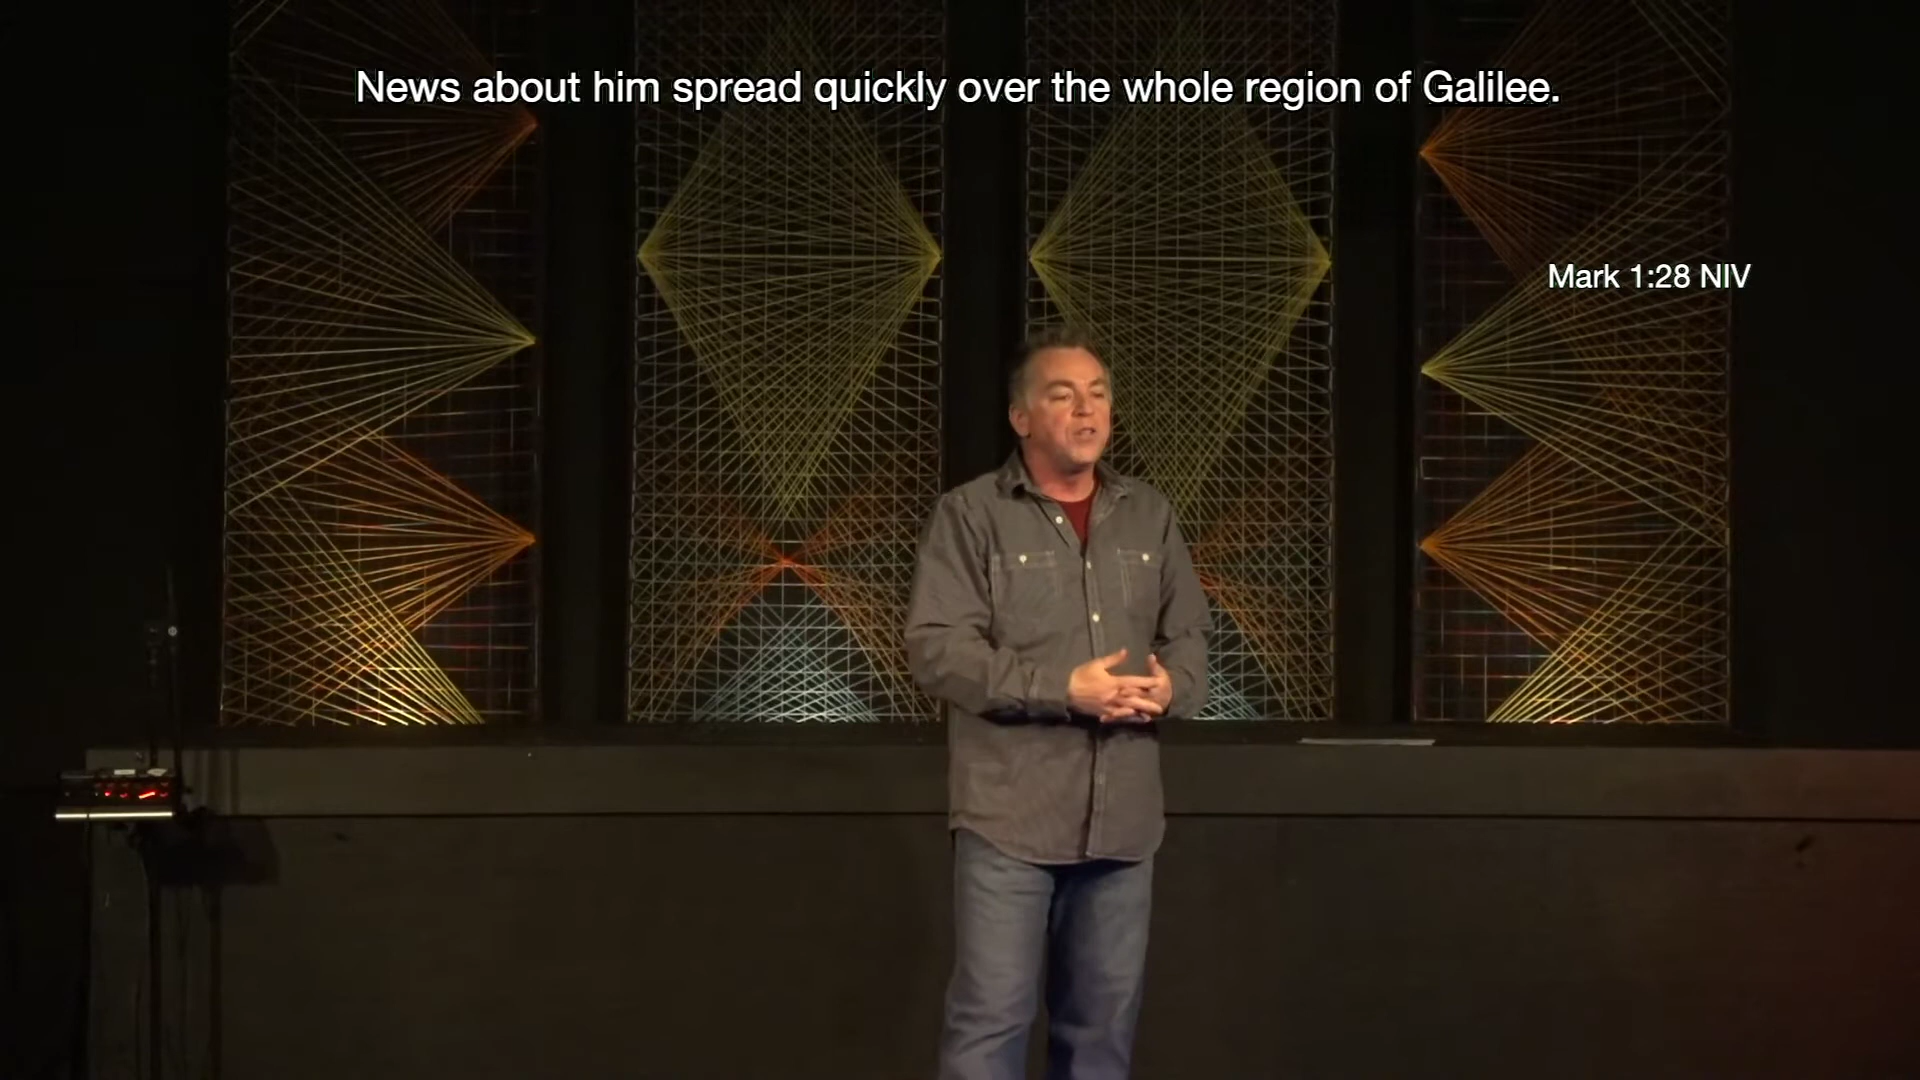 News about him spread quickly over the whole region of Galilee.
Mark 1:28 NIV